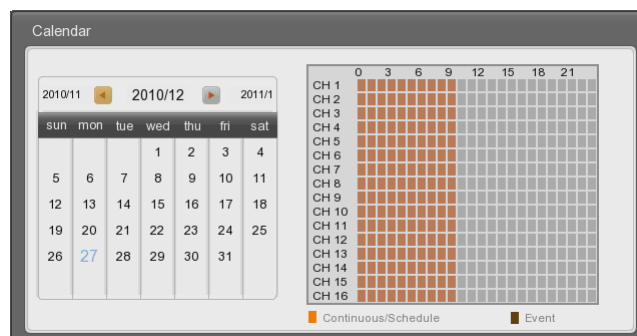 Calendar
2010/11 2010/12 2011/1
sun mon tue wed thu fri sat
1 2 3 4
5 6 7 8 9 10 11
12 13 14 15 16 17 18
19 20 21 22 23 24 25
26 27 28 29 30 31
0 3 6 9 12 15 18 21
CH 1
CH 2
CH 3
CH 4
CH 5
CH 6
CH 7
CH 8
CH 9
CH 10
CH 11
CH 12
CH 13
CH 14
CH 15
CH 16
Continuous/Schedule Event